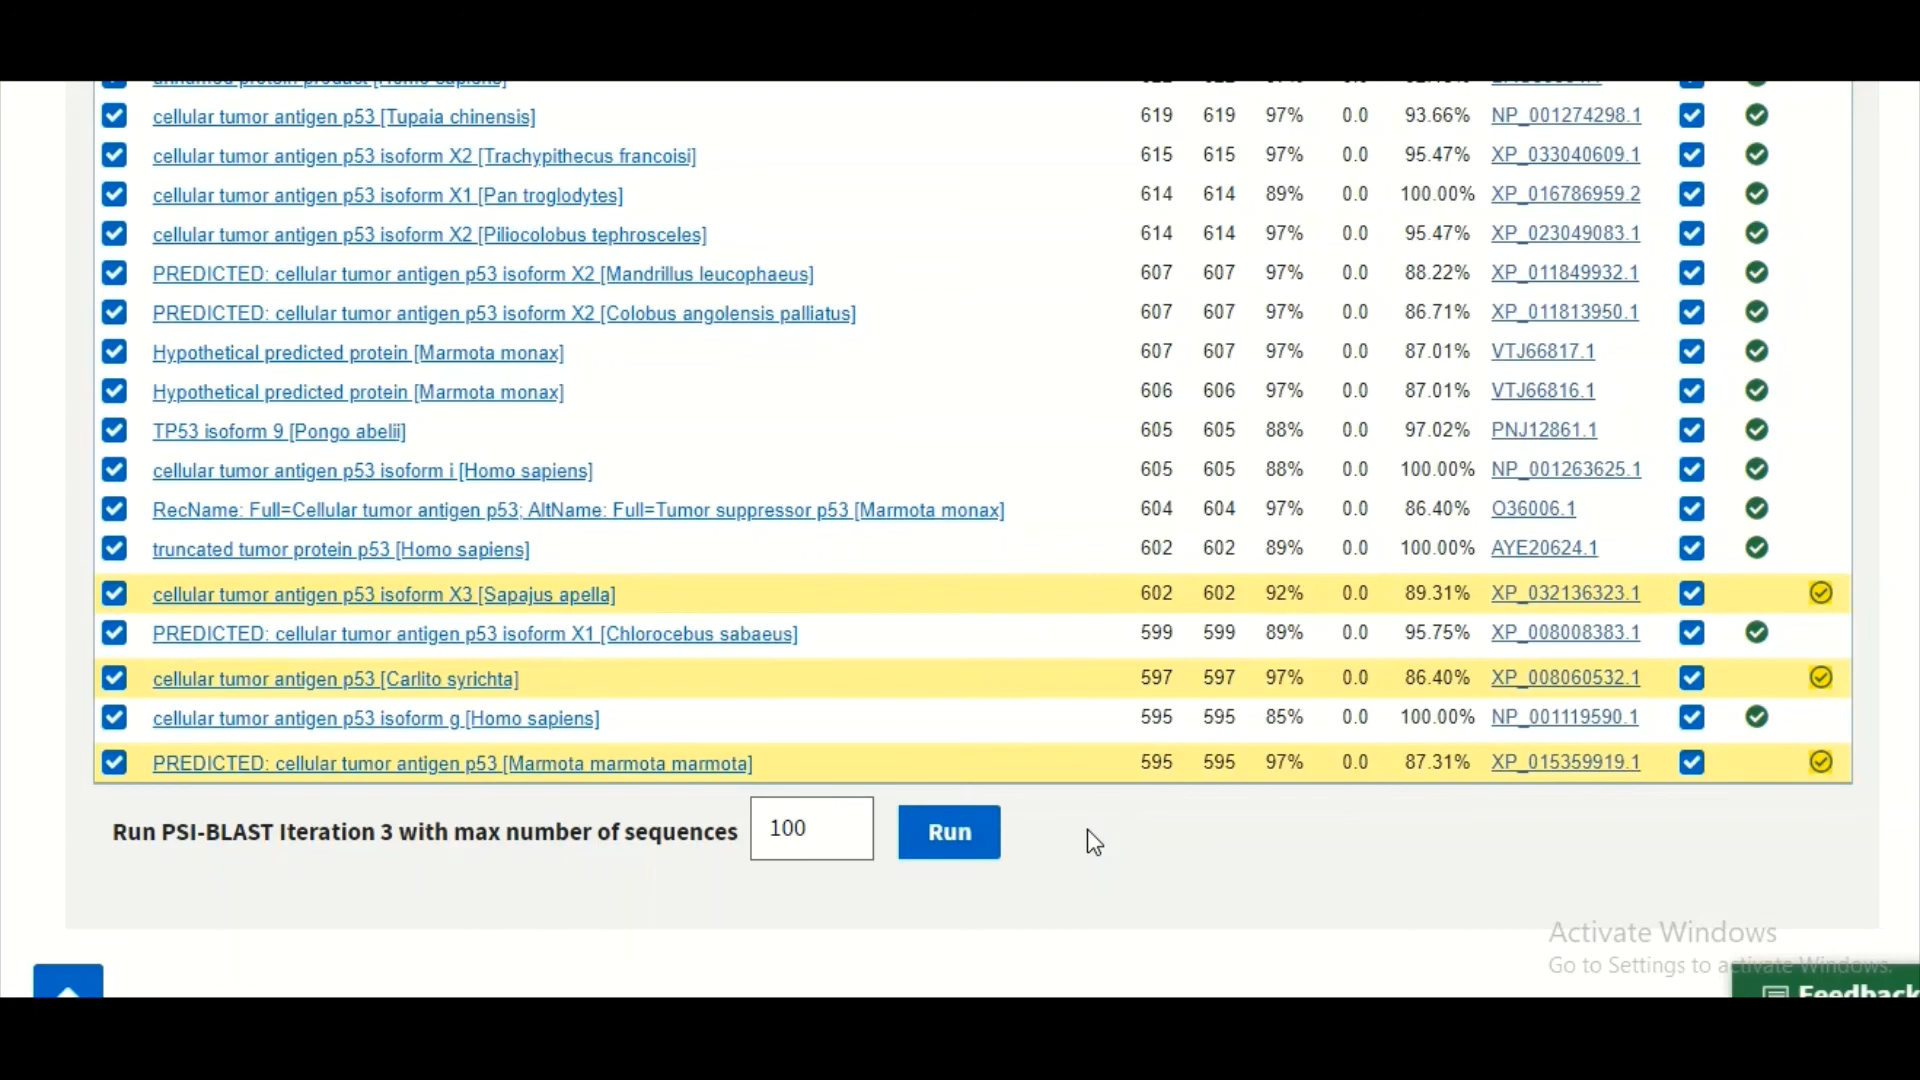 cellular tumor antigen p53 [Tupaia chinensis] 619 619 97% 0.0 93.66% NP_001274298.1
cellular tumor antigen p53 isoform X2 [Trachypithecus francoisi] 615 615 97% 0.0 95.47% XP_033040609.1
cellular tumor antigen p53 isoform X1 [Pan troglodytes] 614 614 89% 0.0 100.00% XP_016786959.2
cellular tumor antigen p53 isoform X2 [Piliocolobus tephrosceles] 614 614 97% 0.0 95.47% XP_023049083.1
PREDICTED: cellular tumor antigen p53 isoform X2 [Mandrillus leucophaeus] 607 607 97% 0.0 88.22% XP_011849932.1
PREDICTED: cellular tumor antigen p53 isoform X2 [Colobus angolensis palliatus] 607 607 97% 0.0 86.71% XP_011813950.1
Hypothetical predicted protein [Marmota monax] 607 607 97% 0.0 87.01% VTJ66817.1
Hypothetical predicted protein [Marmota monax] 606 606 97% 0.0 87.01% VTJ66816.1
TP53 isoform 9 [Pongo abelii] 605 605 88% 0.0 97.02% PNJ12861.1
cellular tumor antigen p53 isoform i [Homo sapiens] 605 605 88% 0.0 100.00% NP_001263625.1
RecName: Full=Cellular tumor antigen p53; AltName: Full=Tumor suppressor p53 [Marmota monax] 604 604 97% 0.0 86.40% O36006.1
truncated tumor protein p53 [Homo sapiens] 602 602 89% 0.0 100.00% AYE20624.1
cellular tumor antigen p53 isoform X3 [Sapajus apella] 602 602 92% 0.0 89.31% XP_032136323.1
PREDICTED: cellular tumor antigen p53 isoform X1 [Chlorocebus sabaeus] 599 599 89% 0.0 95.75% XP_008008383.1
cellular tumor antigen p53 [Carlito syrichta] 597 597 97% 0.0 86.40% XP_008060532.1
cellular tumor antigen p53 isoform g [Homo sapiens] 595 595 85% 0.0 100.00% NP_001119590.1
PREDICTED: cellular tumor antigen p53 [Marmota marmota marmota] 595 595 97% 0.0 87.31% XP_015359919.1
Run PSI-BLAST Iteration 3 with max number of sequences 100 Run
Activate Windows
Go to Settings to activate Windows.
Feedback